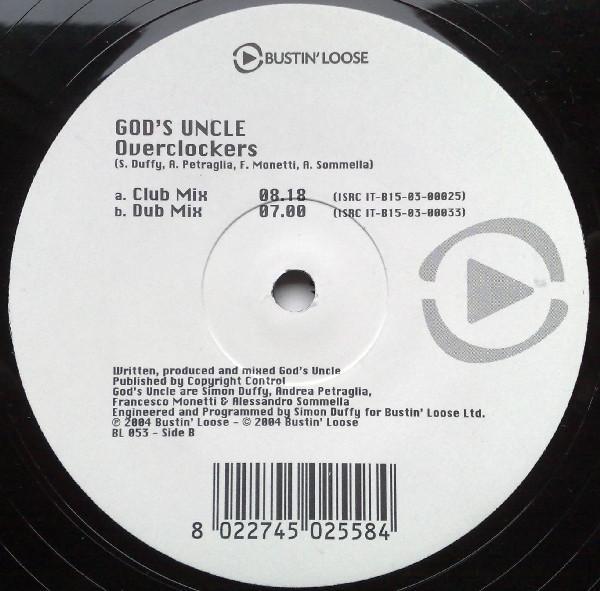 BUSTIN' LOOSE
GOD'S UNCLE
Overclockers
(S. Duffy, A. Petraglia, F. Monetti, A. Sommella)
a. Club Mix 08.18 (ISRC IT-B15-03-00025)
b. Dub Mix 07.00 (ISRC IT-B15-03-00033)
Written, produced and mixed God's Uncle
Published by Copyright Control
God's Uncle are Simon Duffy, Andrea Petraglia,
Francesco Monetti & Alessandro Sommella
Engineered and Programmed by Simon Duffy for Bustin' Loose Ltd.
℗ 2004 Bustin' Loose - © 2004 Bustin' Loose
BL 053 - Side B
8 022745 025584